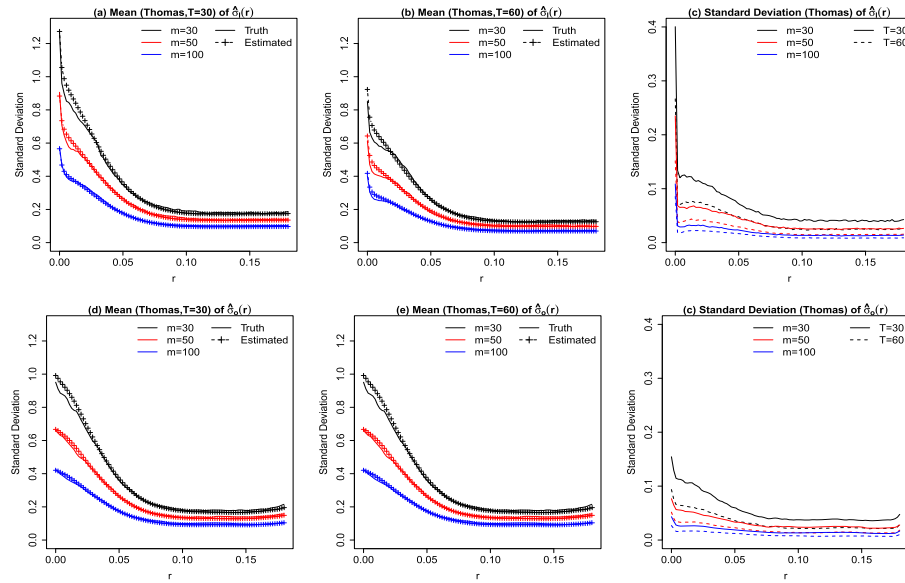 (a) Mean (Thomas,T=30) of σ̂ₗ(r)
m=30 Truth
m=50 Estimated
m=100
Standard Deviation
0.0 0.2 0.4 0.6 0.8 1.0 1.2
0.00 0.05 0.10 0.15
r
(b) Mean (Thomas,T=60) of σ̂ₗ(r)
m=30 Truth
m=50 Estimated
m=100
Standard Deviation
0.0 0.2 0.4 0.6 0.8 1.0 1.2
0.00 0.05 0.10 0.15
r
(c) Standard Deviation (Thomas) of σ̂ₗ(r)
m=30 T=30
m=50 T=60
m=100
Standard Deviation
0.0 0.1 0.2 0.3 0.4
0.00 0.05 0.10 0.15
r
(d) Mean (Thomas,T=30) of σ̂ₒ(r)
m=30 Truth
m=50 Estimated
m=100
Standard Deviation
0.0 0.2 0.4 0.6 0.8 1.0 1.2
0.00 0.05 0.10 0.15
r
(e) Mean (Thomas,T=60) of σ̂ₒ(r)
m=30 Truth
m=50 Estimated
m=100
Standard Deviation
0.0 0.2 0.4 0.6 0.8 1.0 1.2
0.00 0.05 0.10 0.15
r
(c) Standard Deviation (Thomas) of σ̂ₒ(r)
m=30 T=30
m=50 T=60
m=100
Standard Deviation
0.0 0.1 0.2 0.3 0.4
0.00 0.05 0.10 0.15
r